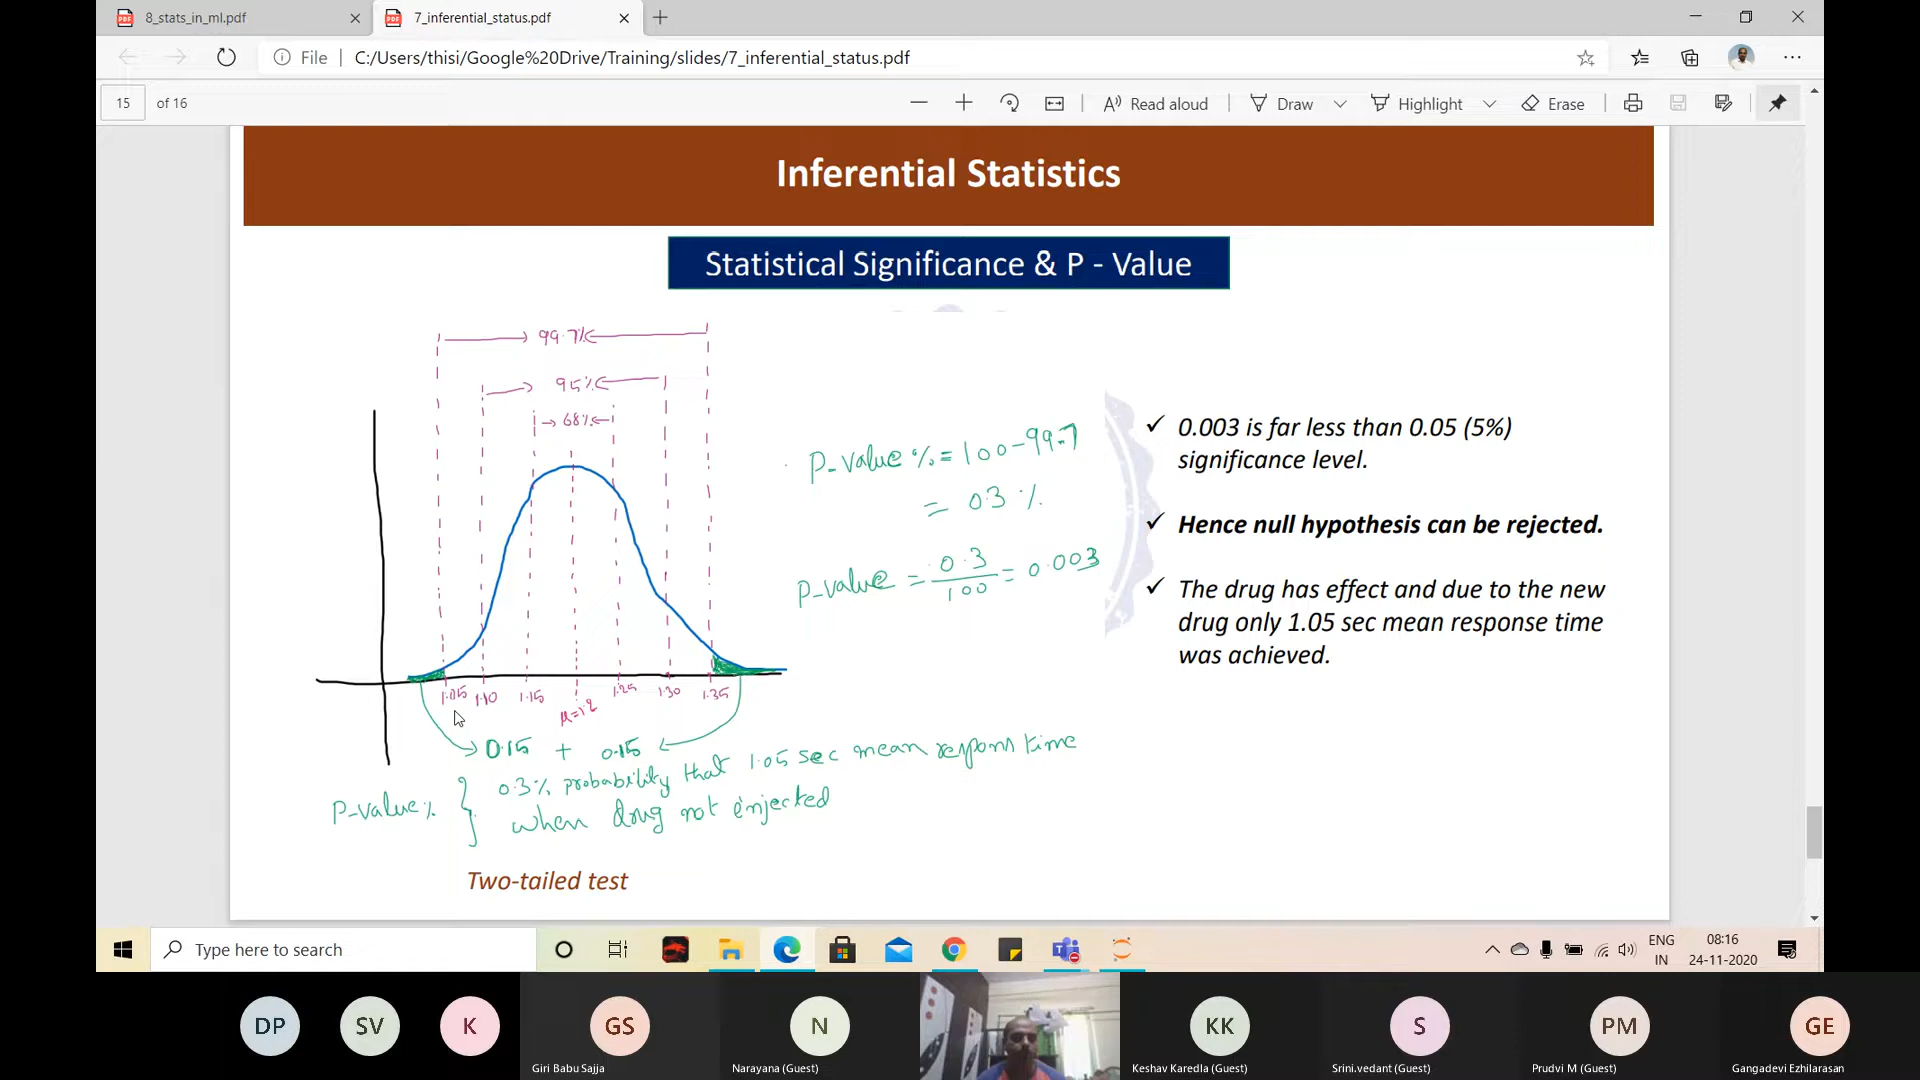 8_stats_in_ml.pdf
7_inferential_status.pdf
File
C:/Users/thisi/Google%20Drive/Training/slides/7_inferential_status.pdf
15 of 16
Read aloud
Draw
Highlight
Erase
Inferential Statistics
Statistical Significance & P - Value
99.7%
95%
68%
P-value % = 100-99.7
= 0.3 %
P-value = 0.3/100 = 0.003
✓ 0.003 is far less than 0.05 (5%)
significance level.
✓ Hence null hypothesis can be rejected.
✓ The drug has effect and due to the new
drug only 1.05 sec mean response time
was achieved.
1.05 1.10 1.15 μ=1.2 1.25 1.30 1.35
0.15 + 0.15
P-value %
0.3% probability that 1.05 sec mean respons time
when drug not enjected
Two-tailed test
Type here to search
ENG
IN
08:16
24-11-2020
DP
SV
K
GS
N
KK
S
PM
GE
Giri Babu Sajja
Narayana (Guest)
Keshav Karedla (Guest)
Srini.vedant (Guest)
Prudvi M (Guest)
Gangadevi Ezhilarasan